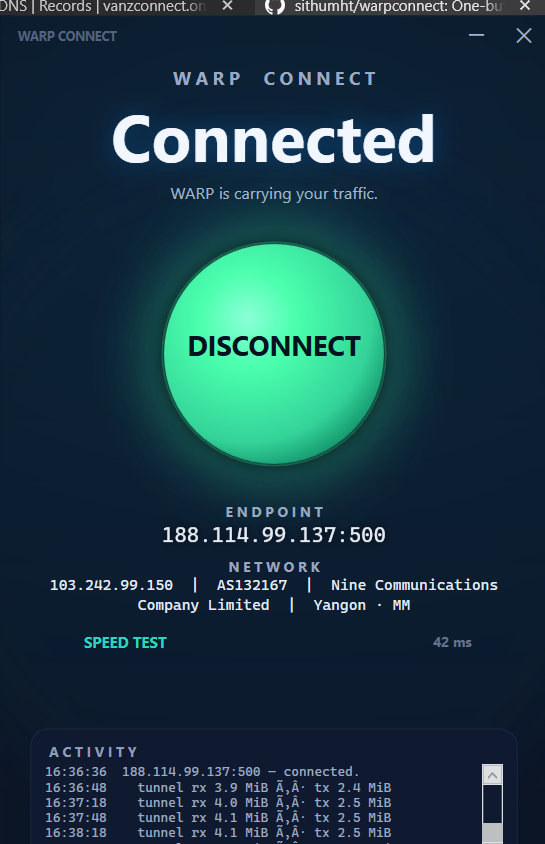 DNS | Records | vanzconnect.on
sithumht/warpconnect: One-bu
WARP CONNECT
WARP CONNECT
Connected
WARP is carrying your traffic.
DISCONNECT
ENDPOINT
188.114.99.137:500
NETWORK
103.242.99.150 | AS132167 | Nine Communications
Company Limited | Yangon · MM
SPEED TEST
42 ms
ACTIVITY
16:36:36 188.114.99.137:500 — connected.
16:36:48 tunnel rx 3.9 MiB Ã‚Â· tx 2.4 MiB
16:37:18 tunnel rx 4.0 MiB Ã‚Â· tx 2.5 MiB
16:37:48 tunnel rx 4.1 MiB Ã‚Â· tx 2.5 MiB
16:38:18 tunnel rx 4.1 MiB Ã‚Â· tx 2.5 MiB